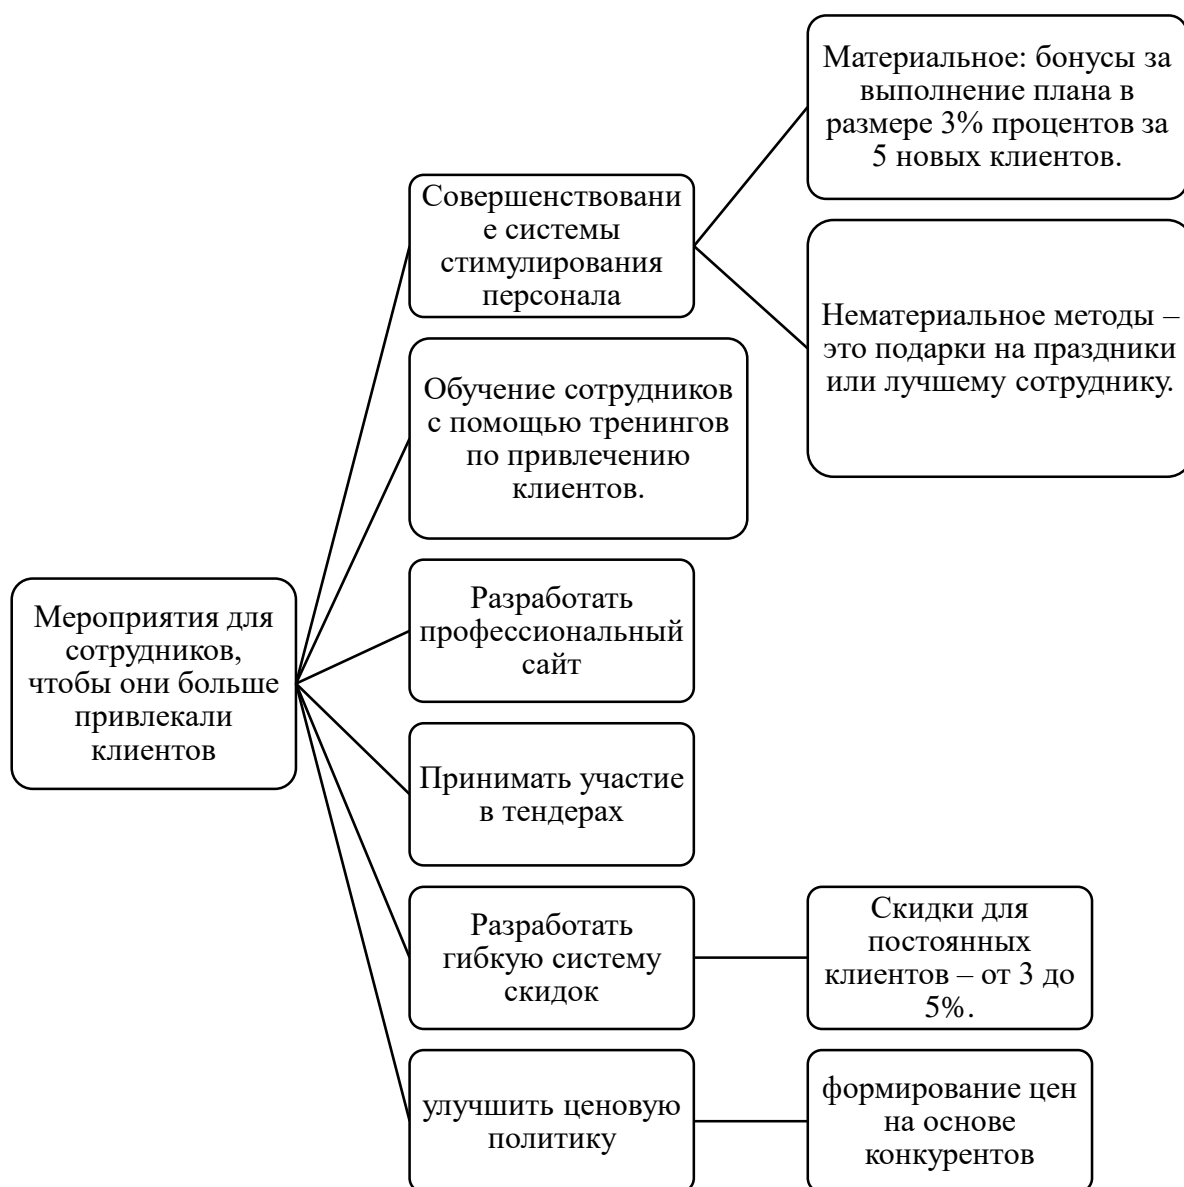 Мероприятия для
сотрудников,
чтобы они больше
привлекали
клиентов
Совершенствовани
е системы
стимулирования
персонала
Материальное: бонусы за
выполнение плана в
размере 3% процентов за
5 новых клиентов.
Нематериальное методы –
это подарки на праздники
или лучшему сотруднику.
Обучение сотрудников
с помощью тренингов
по привлечению
клиентов.
Разработать
профессиональный
сайт
Принимать участие
в тендерах
Разработать
гибкую систему
скидок
Скидки для
постоянных
клиентов – от 3 до
5%.
улучшить ценовую
политику
формирование цен
на основе
конкурентов